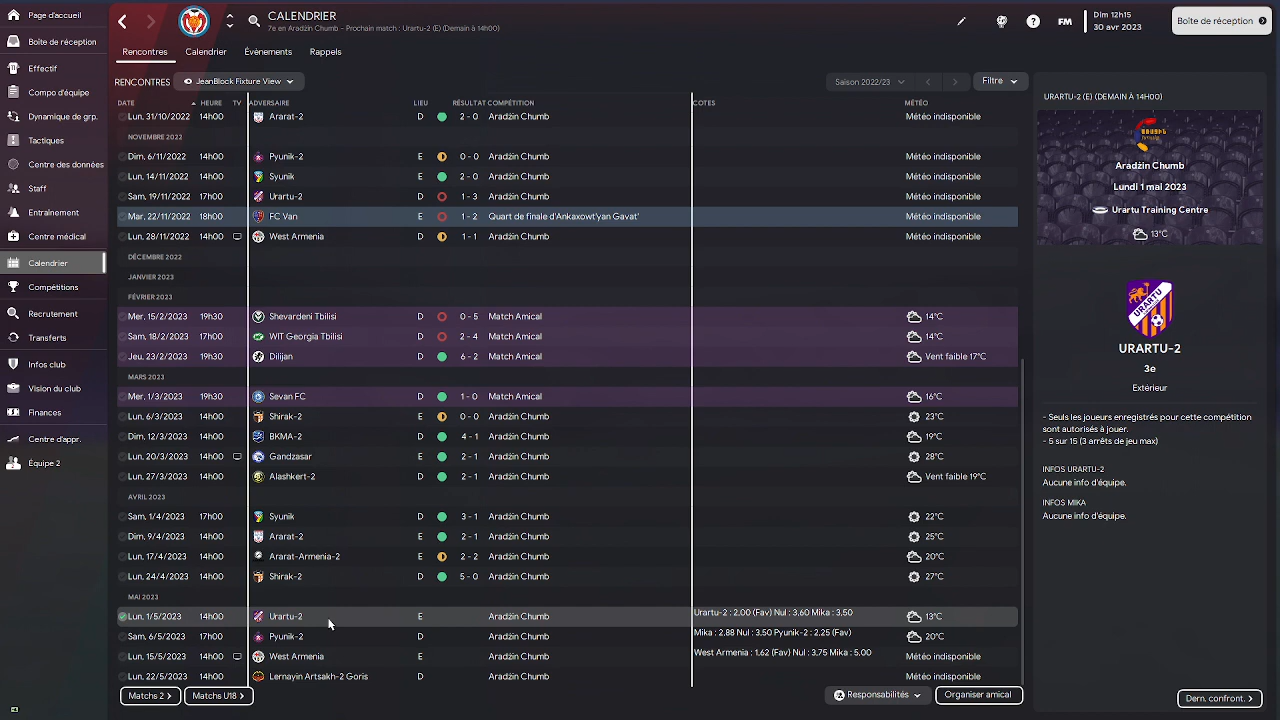 Page d'accueil
Boîte de réception
Effectif
Compo d'équipe
Dynamique de grp.
Tactiques
Centre des données
Staff
Entraînement
Centre médical
Calendrier
Compétitions
Recrutement
Transferts
Infos club
Vision du club
Finances
Centre d'appr.
Équipe 2
CALENDRIER
7e en Aradžin Chumb - Prochain match : Urartu-2 (E) (Demain à 14h00)
FM
Dim 12h15
30 avr 2023
Boîte de réception
Rencontres Calendrier Événements Rappels
RENCONTRES JeanBlock Fixture View Saison 2022/23 Filtre
DATE HEURE TV ADVERSAIRE LIEU RÉSULTAT COMPÉTITION COTES MÉTÉO
Lun, 31/10/2022 14h00 Ararat-2 D 2 - 0 Aradžin Chumb Météo indisponible
NOVEMBRE 2022
Dim, 6/11/2022 14h00 Pyunik-2 E 0 - 0 Aradžin Chumb Météo indisponible
Lun, 14/11/2022 14h00 Syunik E 2 - 0 Aradžin Chumb Météo indisponible
Sam, 19/11/2022 17h00 Urartu-2 D 1 - 3 Aradžin Chumb Météo indisponible
Mar, 22/11/2022 18h00 FC Van E 1 - 2 Quart de finale d'Ankaxowt'yan Gavat' Météo indisponible
Lun, 28/11/2022 14h00 West Armenia D 1 - 1 Aradžin Chumb Météo indisponible
DÉCEMBRE 2022
JANVIER 2023
FÉVRIER 2023
Mer, 15/2/2023 19h30 Shevardeni Tbilisi D 0 - 5 Match Amical 14°C
Sam, 18/2/2023 17h00 WIT Georgia Tbilisi D 2 - 4 Match Amical 14°C
Jeu, 23/2/2023 19h30 Dilijan D 6 - 2 Match Amical Vent faible 17°C
MARS 2023
Mer, 1/3/2023 19h30 Sevan FC D 1 - 0 Match Amical 16°C
Lun, 6/3/2023 14h00 Shirak-2 E 0 - 0 Aradžin Chumb 23°C
Dim, 12/3/2023 14h00 BKMA-2 D 4 - 1 Aradžin Chumb 19°C
Lun, 20/3/2023 14h00 Gandzasar E 2 - 1 Aradžin Chumb 28°C
Lun, 27/3/2023 14h00 Alashkert-2 D 2 - 1 Aradžin Chumb Vent faible 19°C
AVRIL 2023
Sam, 1/4/2023 17h00 Syunik D 3 - 1 Aradžin Chumb 22°C
Dim, 9/4/2023 14h00 Ararat-2 E 2 - 1 Aradžin Chumb 25°C
Lun, 17/4/2023 14h00 Ararat-Armenia-2 E 2 - 2 Aradžin Chumb 20°C
Lun, 24/4/2023 14h00 Shirak-2 D 5 - 0 Aradžin Chumb 27°C
MAI 2023
Lun, 1/5/2023 14h00 Urartu-2 E Aradžin Chumb Urartu-2 : 2,00 (Fav) Nul : 3,60 Mika : 3,50 13°C
Sam, 6/5/2023 17h00 Pyunik-2 D Aradžin Chumb Mika : 2,88 Nul : 3,50 Pyunik-2 : 2,25 (Fav) 20°C
Lun, 15/5/2023 14h00 West Armenia E Aradžin Chumb West Armenia : 1,62 (Fav) Nul : 3,75 Mika : 5,00 Météo indisponible
Lun, 22/5/2023 14h00 Lernayin Artsakh-2 Goris D Aradžin Chumb Météo indisponible
Matchs 2 Matchs U18 Responsabilités Organiser amical
URARTU-2 (E) (DEMAIN À 14H00)
Aradžin Chumb
Lundi 1 mai 2023
Urartu Training Centre
13°C
URARTU
URARTU-2
3e
Extérieur
- Seuls les joueurs enregistrés pour cette compétition
sont autorisés à jouer.
- 5 sur 15 (3 arrêts de jeu max)
INFOS URARTU-2
Aucune info d'équipe.
INFOS MIKA
Aucune info d'équipe.
Dern. confront.